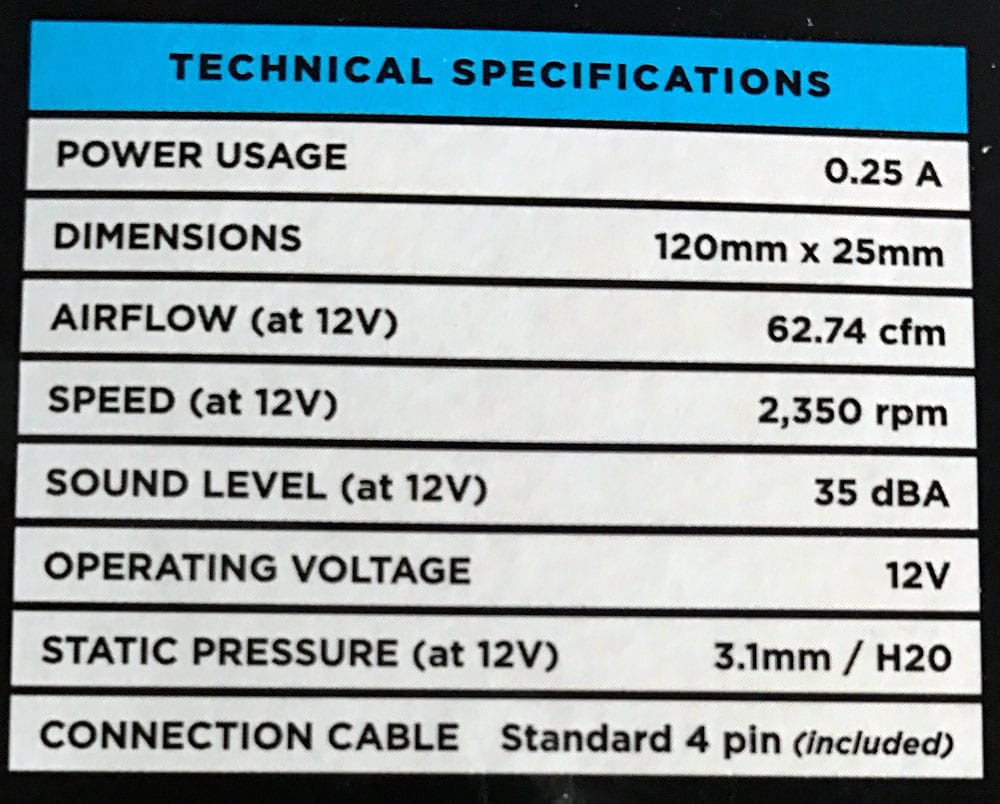 TECHNICAL SPECIFICATIONS
POWER USAGE 0.25 A
DIMENSIONS 120mm x 25mm
AIRFLOW (at 12V) 62.74 cfm
SPEED (at 12V) 2,350 rpm
SOUND LEVEL (at 12V) 35 dBA
OPERATING VOLTAGE 12V
STATIC PRESSURE (at 12V) 3.1mm / H20
CONNECTION CABLE Standard 4 pin (included)